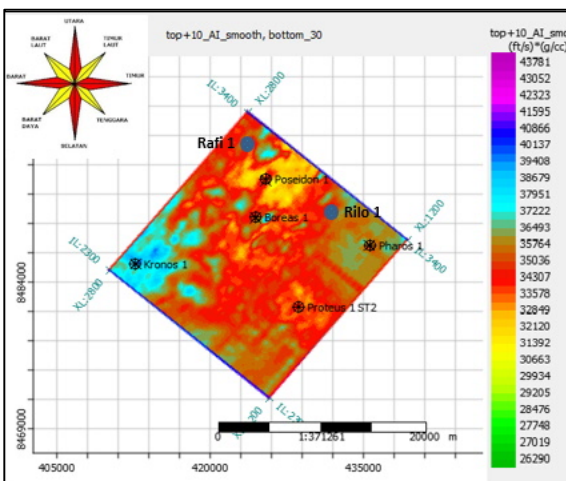 UTARA
BARAT LAUT
TIMUR LAUT
BARAT
TIMUR
BARAT DAYA
TENGGARA
SELATAN
top+10_AI_smooth, bottom_30
top+10_AI_smo
(ft/s)*(g/cc)
43781
43052
42323
41595
40866
40137
39408
38679
37951
37222
36493
35764
35036
34307
33578
32849
32120
31392
30663
29934
29205
28476
27748
27019
26290
IL:3400
XL:2800
Rafi 1
Poseidon 1
Rilo 1
Boreas 1
XL:1200
IL:3400
Pharos 1
IL:2300
XL:2800
Kronos 1
Proteus 1 ST2
8484000
8469000
0
1:371261
20000 m
405000
420000
435000